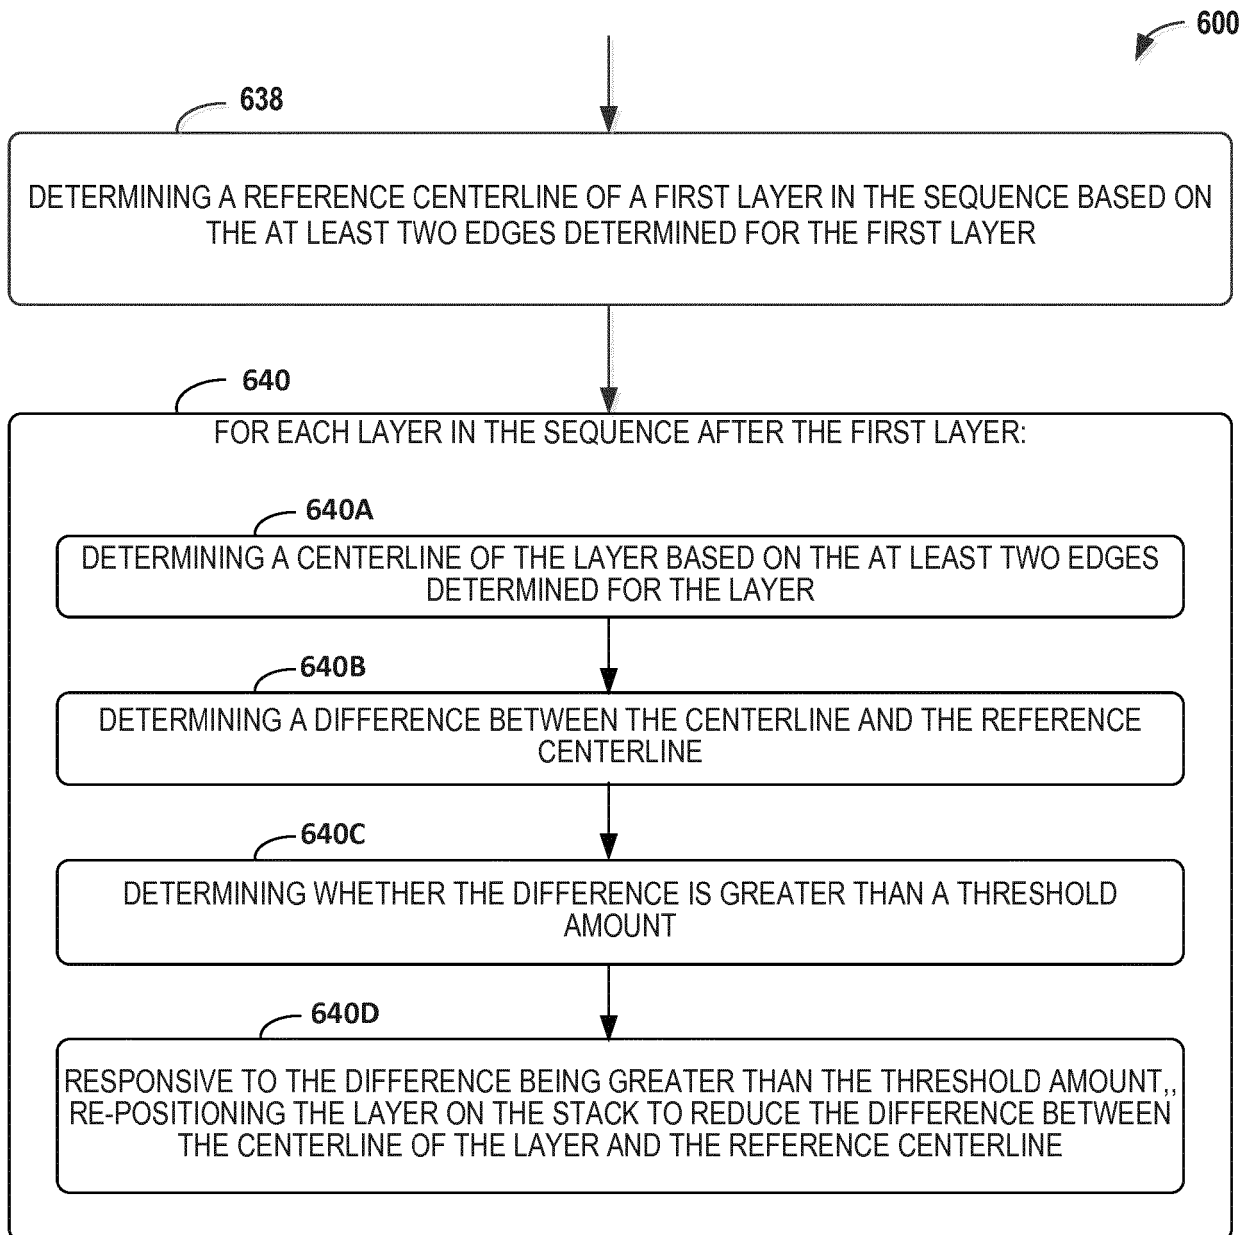 600
638
DETERMINING A REFERENCE CENTERLINE OF A FIRST LAYER IN THE SEQUENCE BASED ON
THE AT LEAST TWO EDGES DETERMINED FOR THE FIRST LAYER
640
FOR EACH LAYER IN THE SEQUENCE AFTER THE FIRST LAYER:
640A
DETERMINING A CENTERLINE OF THE LAYER BASED ON THE AT LEAST TWO EDGES
DETERMINED FOR THE LAYER
640B
DETERMINING A DIFFERENCE BETWEEN THE CENTERLINE AND THE REFERENCE
CENTERLINE
640C
DETERMINING WHETHER THE DIFFERENCE IS GREATER THAN A THRESHOLD
AMOUNT
640D
RESPONSIVE TO THE DIFFERENCE BEING GREATER THAN THE THRESHOLD AMOUNT,,
RE-POSITIONING THE LAYER ON THE STACK TO REDUCE THE DIFFERENCE BETWEEN
THE CENTERLINE OF THE LAYER AND THE REFERENCE CENTERLINE